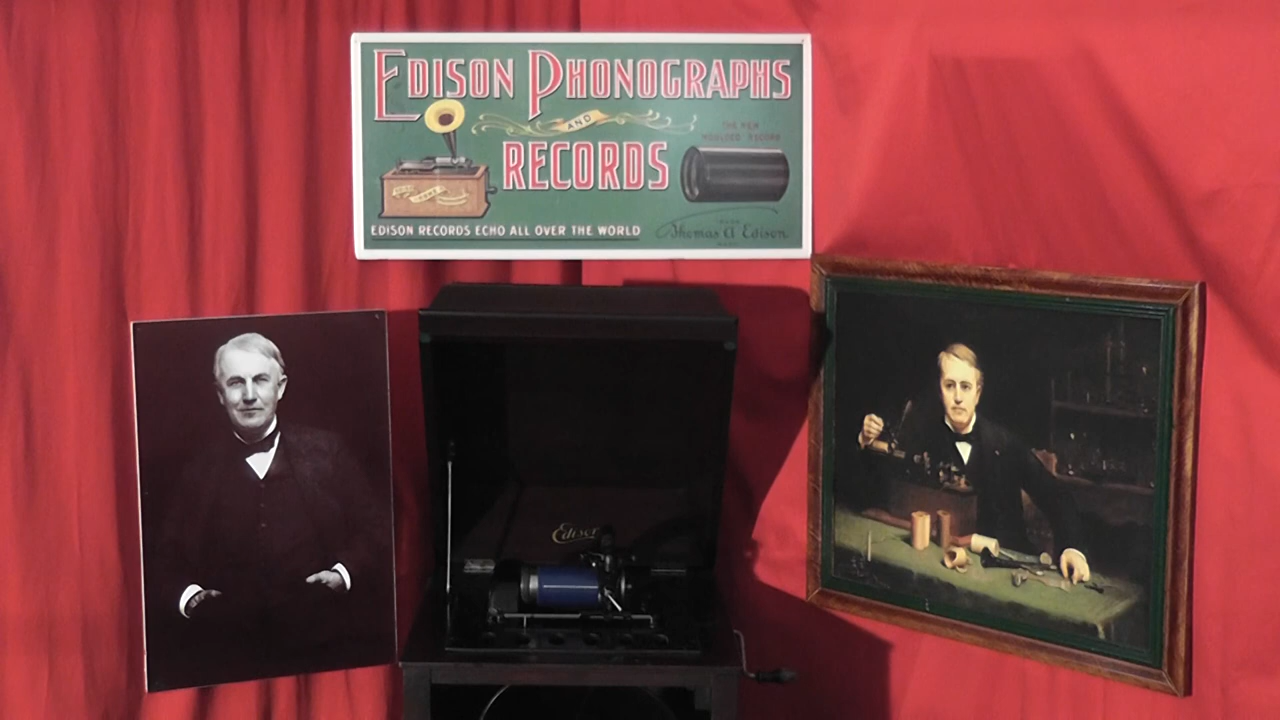 EDISON PHONOGRAPHS
AND
THE NEW
MOULDED RECORD
RECORDS
EDISON RECORDS ECHO ALL OVER THE WORLD
Thomas A Edison
Edison